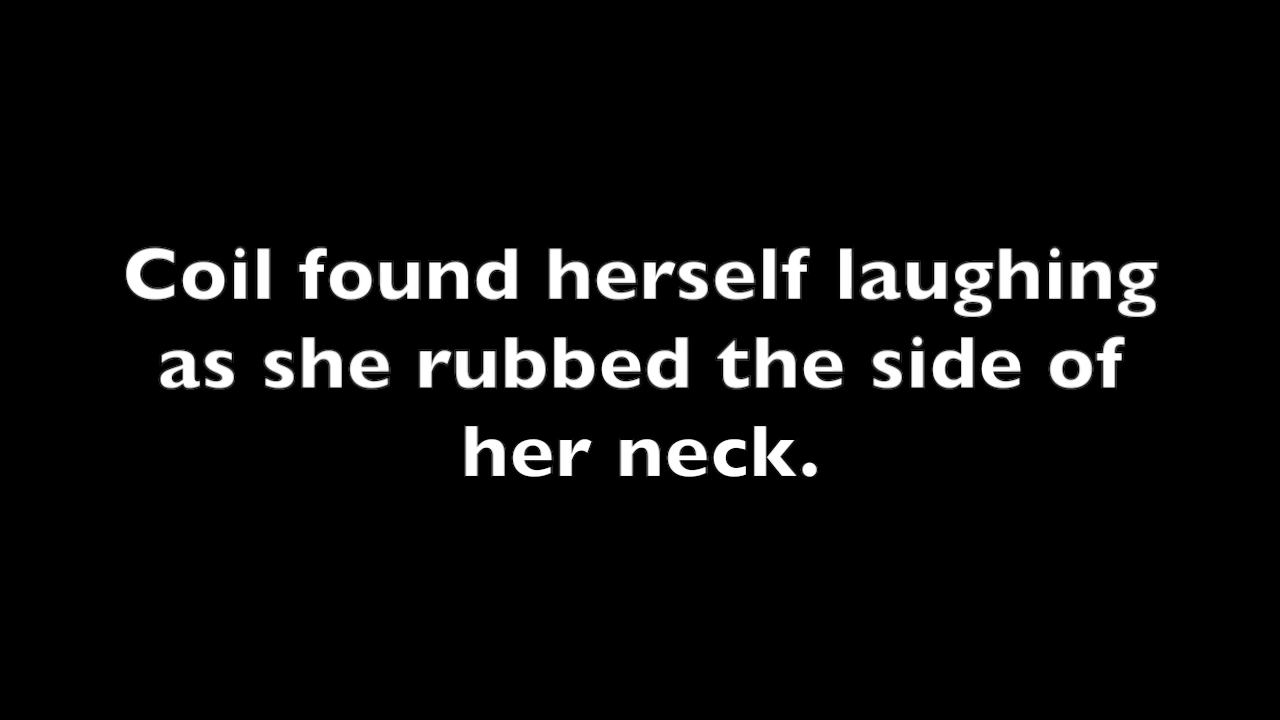 Coil found herself laughing
as she rubbed the side of
her neck.